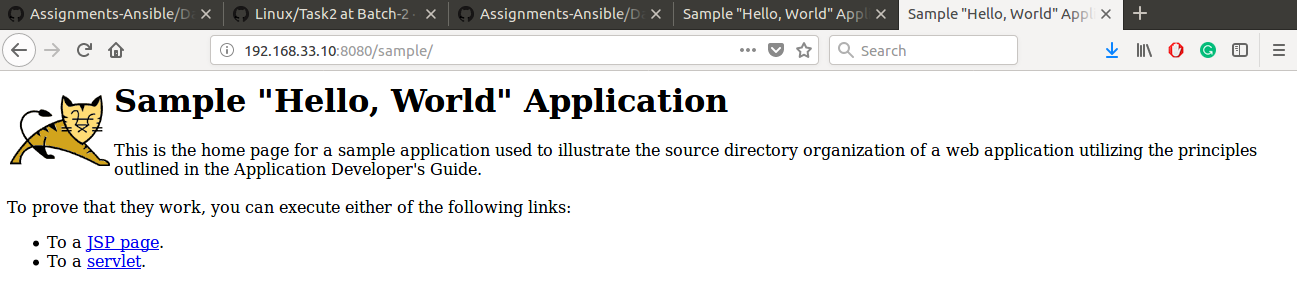 Assignments-Ansible/Da
Linux/Task2 at Batch-2 ·
Assignments-Ansible/Da
Sample "Hello, World" Appl
Sample "Hello, World" Appl
192.168.33.10:8080/sample/
Search
Sample "Hello, World" Application
This is the home page for a sample application used to illustrate the source directory organization of a web application utilizing the principles
outlined in the Application Developer's Guide.
To prove that they work, you can execute either of the following links:
• To a JSP page.
• To a servlet.